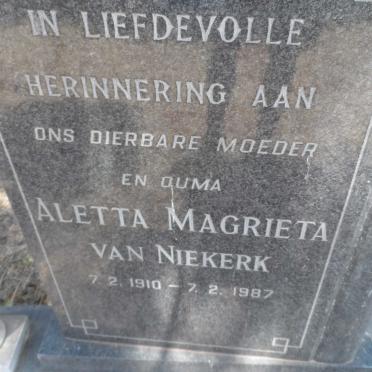 IN LIEFDEVOLLE
HERINNERING AAN
ONS DIERBARE MOEDER
EN OUMA
ALETTA MAGRIETA
VAN NIEKERK
7.2.1910 – 7.2.1987